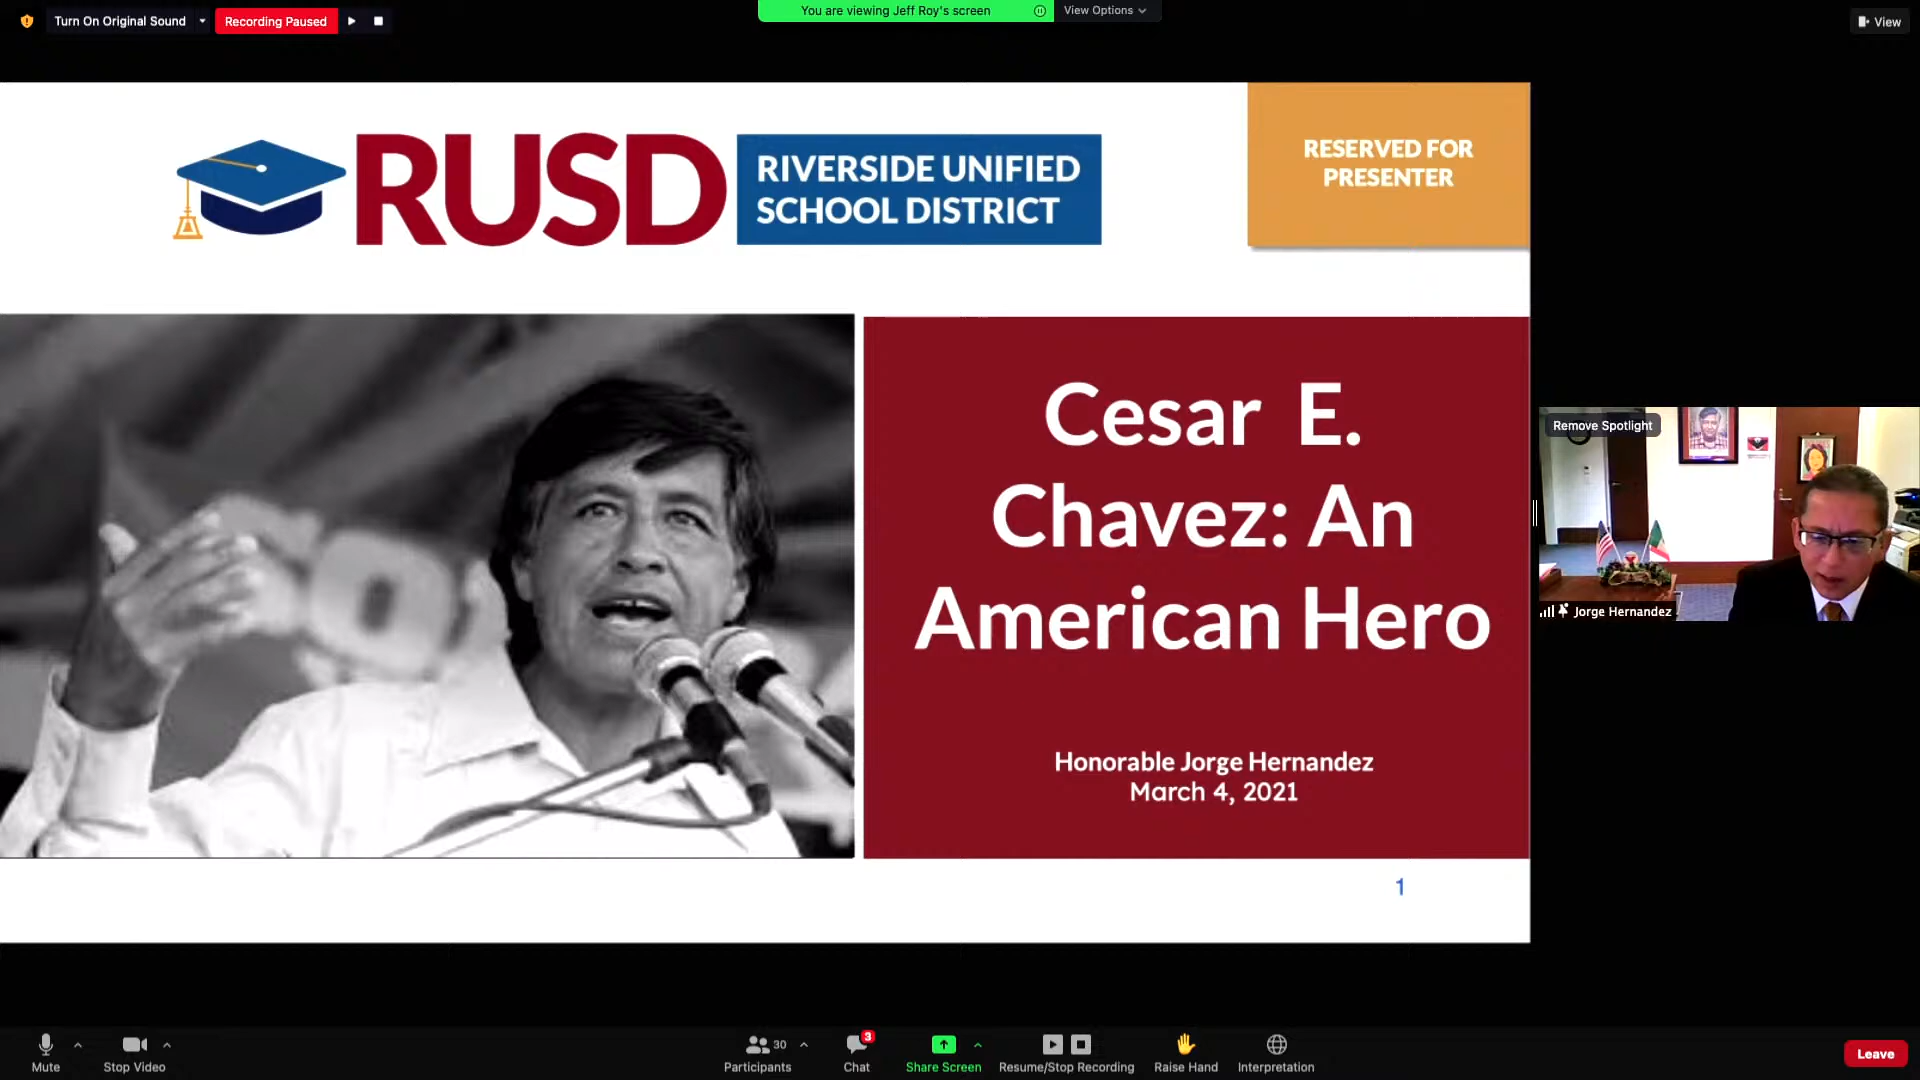 Turn On Original Sound
Recording Paused
You are viewing Jeff Roy's screen
View Options
View
RUSD
RIVERSIDE UNIFIED
SCHOOL DISTRICT
RESERVED FOR
PRESENTER
Cesar E.
Chavez: An
American Hero
Honorable Jorge Hernandez
March 4, 2021
1
Remove Spotlight
Jorge Hernandez
Mute
Stop Video
30
Participants
3
Chat
Share Screen
Resume/Stop Recording
Raise Hand
Interpretation
Leave